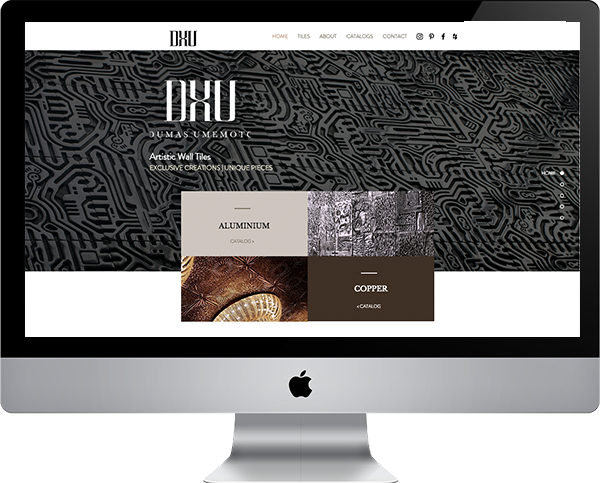 DXU
HOME TILES ABOUT CATALOGS CONTACT
DXU
DUMAS:UMEMOTO
Artistic Wall Tiles
EXCLUSIVE CREATIONS | UNIQUE PIECES
HOME
ALUMINIUM
CATALOG >
COPPER
< CATALOG